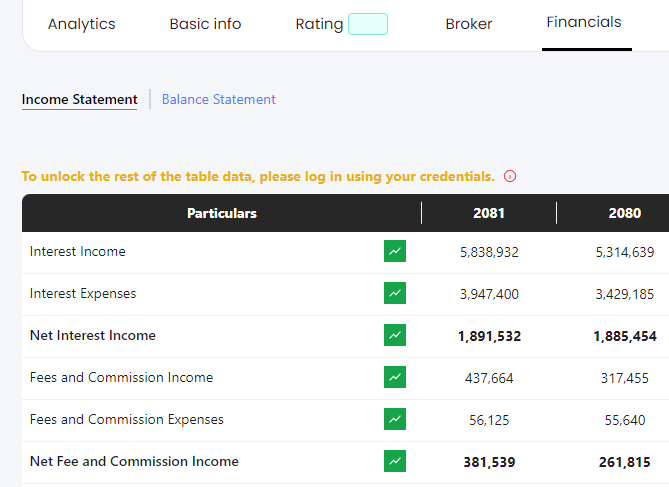 Analytics Basic info Rating Broker Financials
Income Statement Balance Statement
To unlock the rest of the table data, please log in using your credentials.
Particulars 2081 2080
Interest Income 5,838,932 5,314,639
Interest Expenses 3,947,400 3,429,185
Net Interest Income 1,891,532 1,885,454
Fees and Commission Income 437,664 317,455
Fees and Commission Expenses 56,125 55,640
Net Fee and Commission Income 381,539 261,815